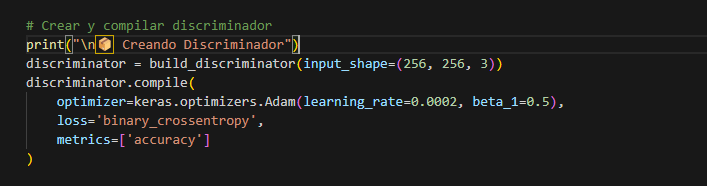 # Crear y compilar discriminador
print("\n📦 Creando Discriminador")
discriminator = build_discriminator(input_shape=(256, 256, 3))
discriminator.compile(
    optimizer=keras.optimizers.Adam(learning_rate=0.0002, beta_1=0.5),
    loss='binary_crossentropy',
    metrics=['accuracy']
)